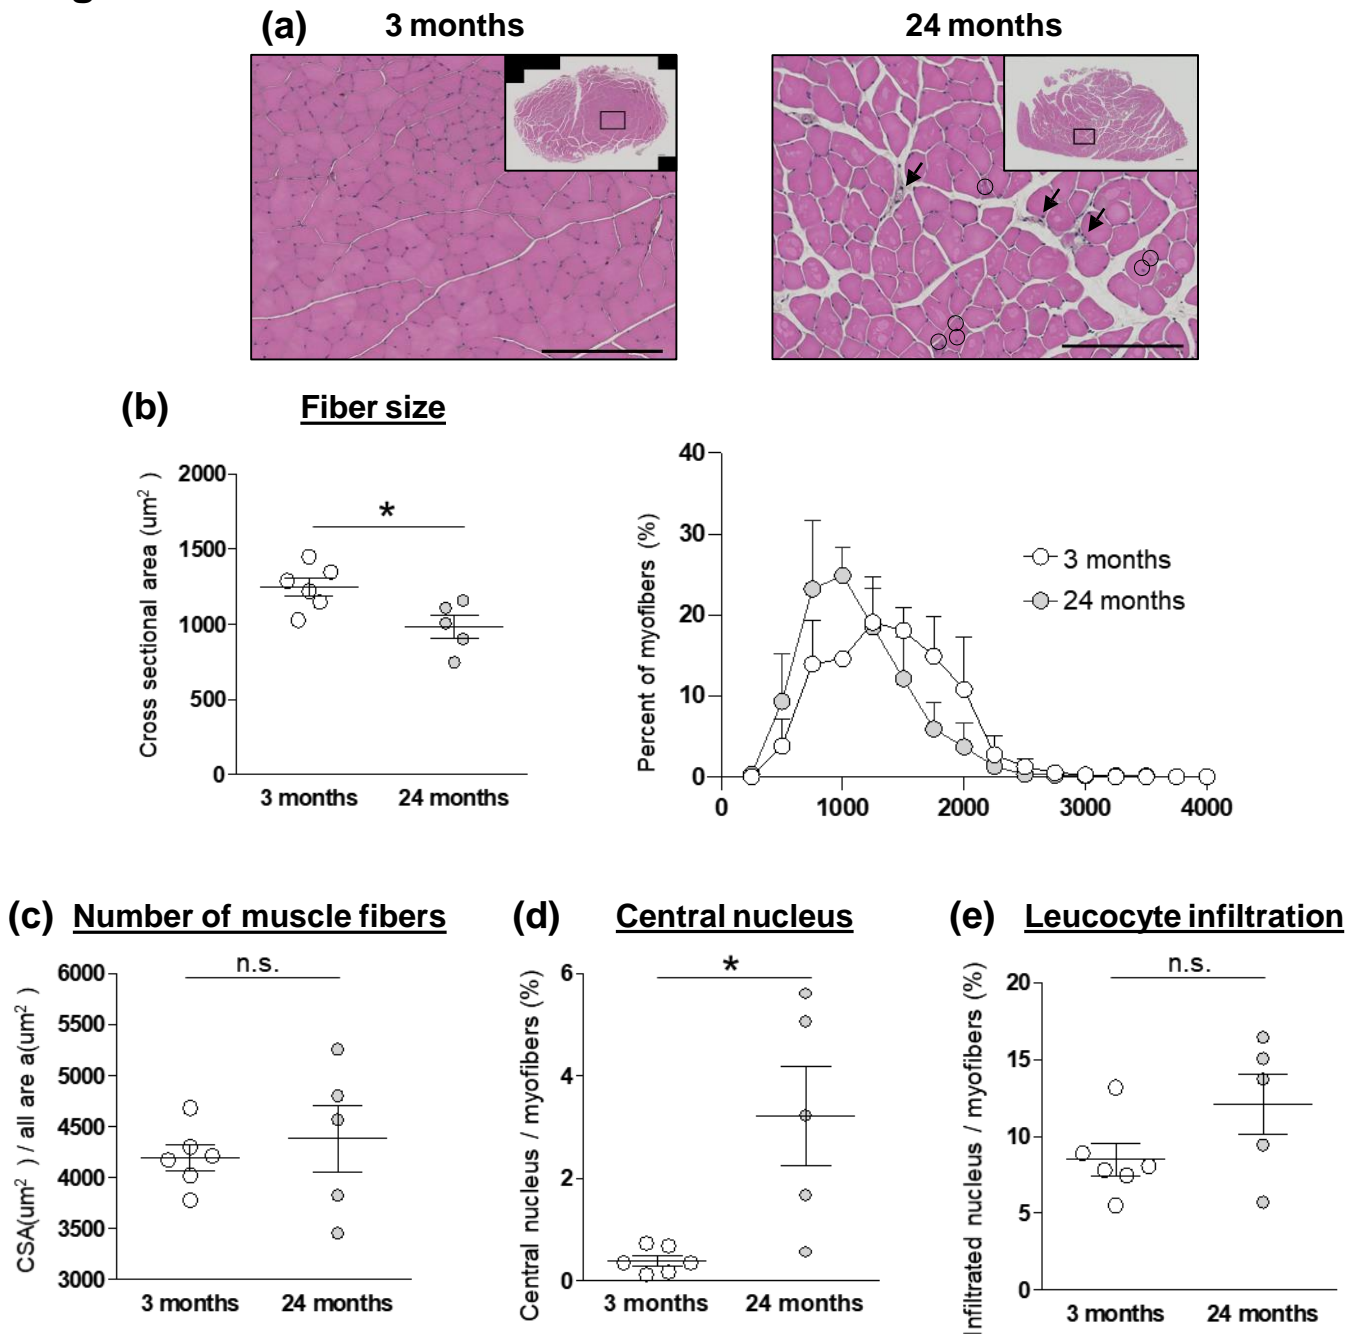 (a) 3 months 24 months
(b) Fiber size
Cross sectional area (um2 )
2000
1500
1000
500
0
*
3 months 24 months
Percent of myofibers (%)
40
30
20
10
0
3 months
24 months
0 1000 2000 3000 4000
(c) Number of muscle fibers
CSA(um2 ) / all are a(um2 )
6000
5500
5000
4500
4000
3500
3000
n.s.
3 months 24 months
(d) Central nucleus
Central nucleus / myofibers (%)
6
4
2
0
*
3 months 24 months
(e) Leucocyte infiltration
Infiltrated nucleus / myofibers (%)
20
15
10
5
0
n.s.
3 months 24 months